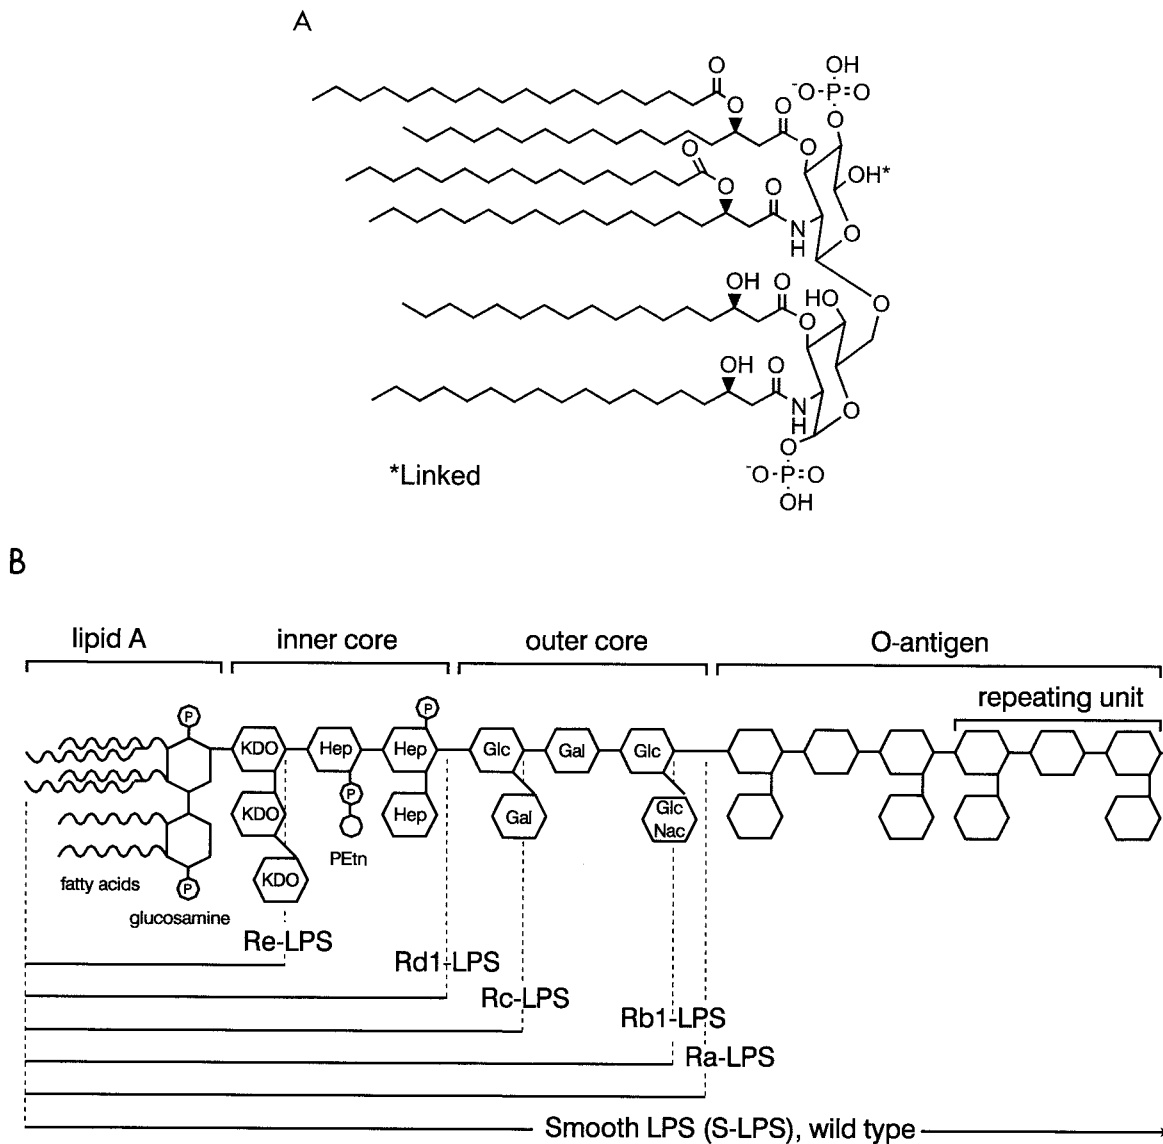 A
O
OH
⁻O-P=O
O
O
O
O
O
OH*
O
O
O
N
H
O
OH
O
HO
O
O
OH
O
N
H
O
O
*Linked
⁻O-P=O
OH
B
lipid A
inner core
outer core
O-antigen
repeating unit
P
P
KDO
Hep
Hep
Glc
Gal
Glc
KDO
P
Hep
Gal
Glc
Nac
KDO
PEtn
fatty acids
P
glucosamine
Re-LPS
Rd1-LPS
Rc-LPS
Rb1-LPS
Ra-LPS
Smooth LPS (S-LPS), wild type